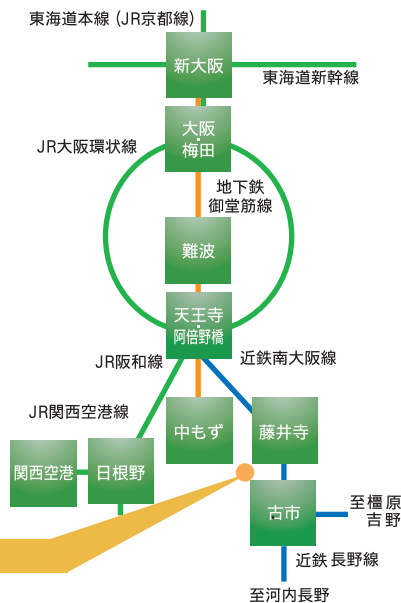 東海道本線（JR京都線）
新大阪
東海道新幹線
大阪・
梅田
JR大阪環状線
地下鉄
御堂筋線
難波
天王寺・
阿倍野橋
近鉄南大阪線
JR阪和線
JR関西空港線
中もず
藤井寺
関西空港
日根野
古市
至橿原
吉野
近鉄 長野線
至河内長野